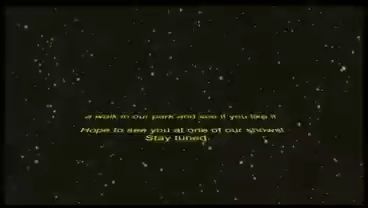 a walk in our park and see if you like it
Hope to see you at one of our shows!
Stay tuned.